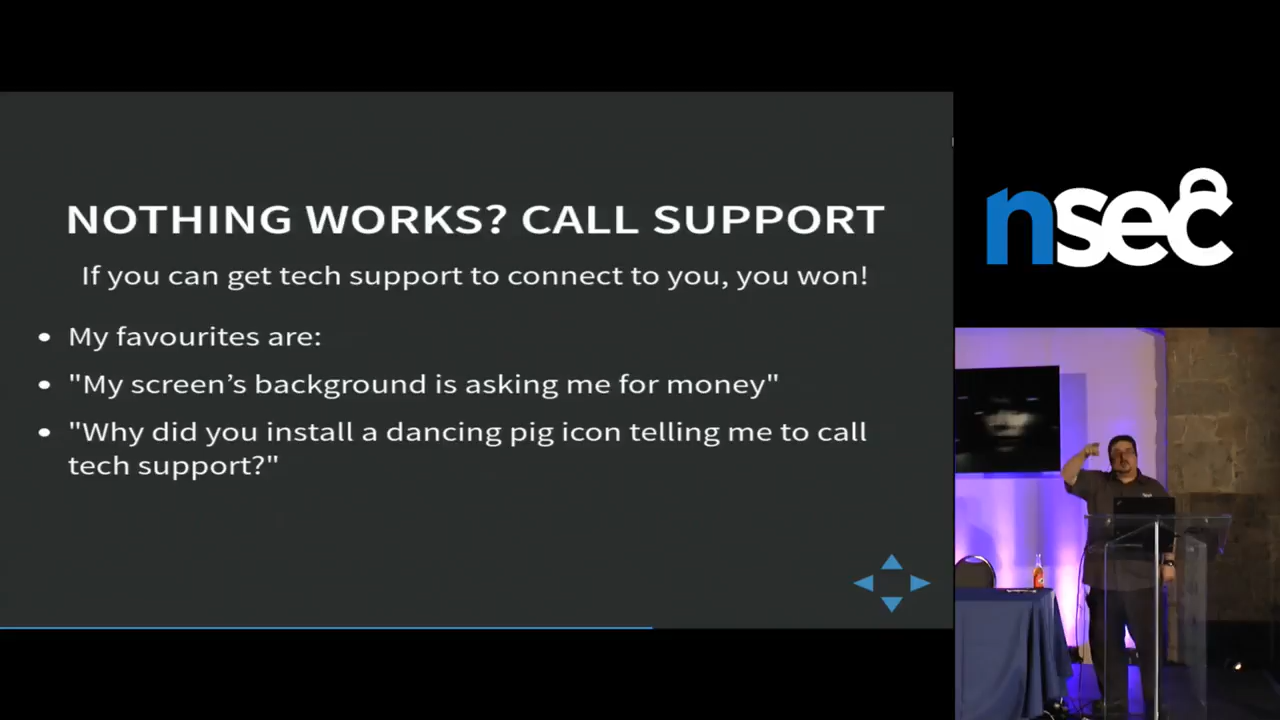 NOTHING WORKS? CALL SUPPORT
If you can get tech support to connect to you, you won!
• My favourites are:
• "My screen’s background is asking me for money"
• "Why did you install a dancing pig icon telling me to call
tech support?"
nsec